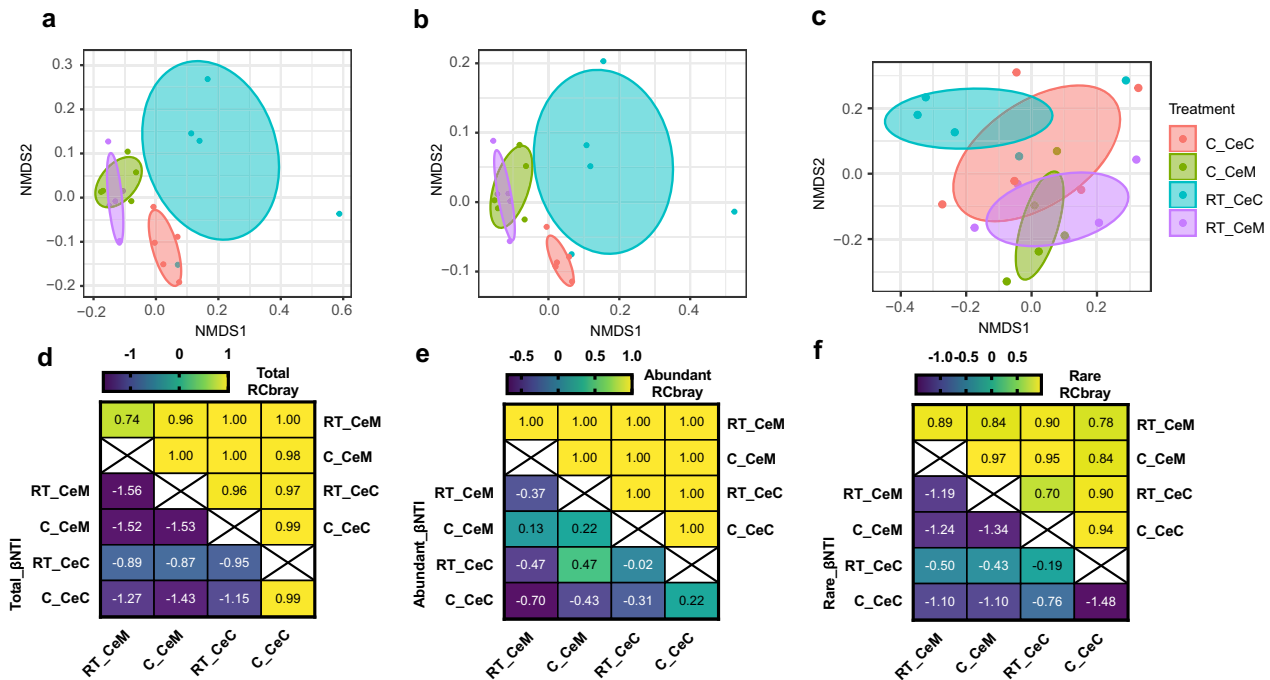 a
b
c
0.3
0.2
0.1
0.0
−0.1
−0.2
NMDS2
−0.2
0.0
0.2
0.4
0.6
NMDS1
0.2
0.1
0.0
−0.1
NMDS2
0.0
0.2
0.4
NMDS1
0.2
0.0
−0.2
NMDS2
−0.4
−0.2
0.0
0.2
NMDS1
Treatment
C_CeC
C_CeM
RT_CeC
RT_CeM
d
-1 0 1
Total
RCbray
0.74 0.96 1.00 1.00 RT_CeM
1.00 1.00 0.98 C_CeM
RT_CeM -1.56 0.96 0.97 RT_CeC
C_CeM -1.52 -1.53 0.99 C_CeC
RT_CeC -0.89 -0.87 -0.95
C_CeC -1.27 -1.43 -1.15 0.99
Total_βNTI
RT_CeM C_CeM RT_CeC C_CeC
e
-0.5 0 0.5 1.0
Abundant
RCbray
1.00 1.00 1.00 1.00 RT_CeM
1.00 1.00 1.00 C_CeM
RT_CeM -0.37 1.00 1.00 RT_CeC
C_CeM 0.13 0.22 1.00 C_CeC
RT_CeC -0.47 0.47 -0.02
C_CeC -0.70 -0.43 -0.31 0.22
Abundant_βNTI
RT_CeM C_CeM RT_CeC C_CeC
f
-1.0 -0.5 0 0.5
Rare
RCbray
0.89 0.84 0.90 0.78 RT_CeM
0.97 0.95 0.84 C_CeM
RT_CeM -1.19 0.70 0.90 RT_CeC
C_CeM -1.24 -1.34 0.94 C_CeC
RT_CeC -0.50 -0.43 -0.19
C_CeC -1.10 -1.10 -0.76 -1.48
Rare_βNTI
RT_CeM C_CeM RT_CeC C_CeC